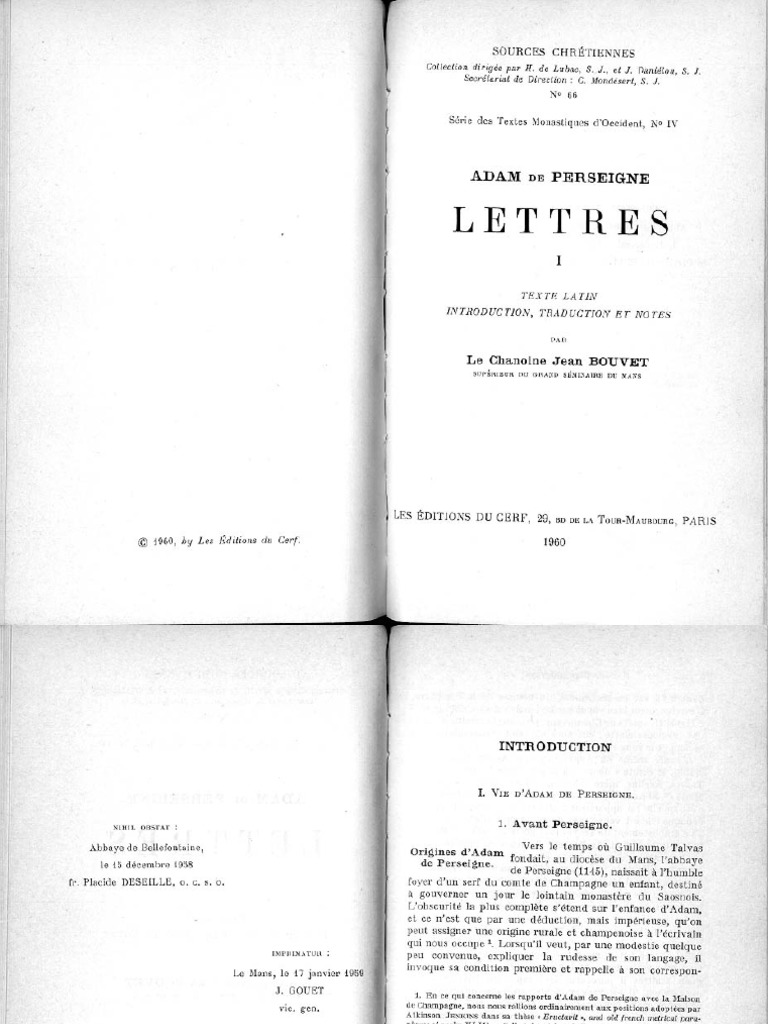 SOURCES CHRÉTIENNES
Collection dirigée par H. de Lubac, S. J., et J. Daniélou, S. J.
Secrétariat de Direction : C. Mondésert, S. J.
No 66
Série des Textes Monastiques d'Occident, No IV
ADAM DE PERSEIGNE
LETTRES
I
TEXTE LATIN
INTRODUCTION, TRADUCTION ET NOTES
PAR
Le Chanoine Jean BOUVET
SUPÉRIEUR DU GRAND SÉMINAIRE DU MANS
LES ÉDITIONS DU CERF, 29, BD DE LA TOUR-MAUBOURG, PARIS
1960
© 1960, by Les Éditions du Cerf.
NIHIL OBSTAT :
Abbaye de Bellefontaine,
le 15 décembre 1958
fr. Placide DESEILLE, O. C. S. O.
IMPRIMATUR :
Le Mans, le 17 janvier 1959
J. GOUET
vic. gen.
INTRODUCTION
I. VIE D'ADAM DE PERSEIGNE.
1. Avant Perseigne.
Origines d'Adam
de Perseigne.
Vers le temps où Guillaume Talvas
fondait, au diocèse du Mans, l'abbaye
de Perseigne (1145), naissait à l'humble
foyer d'un serf du comte de Champagne un enfant, destiné
à gouverner un jour le lointain monastère du Saosnois.
L'obscurité la plus complète s'étend sur l'enfance d'Adam,
et ce n'est que par une déduction, mais impérieuse, qu'on
peut assigner une origine rurale et champenoise à l'écrivain
qui nous occupe 1. Lorsqu'il veut, par une modestie quelque
peu convenue, expliquer la rudesse de son langage, il
invoque sa condition première et rappelle à son correspon-
1. En ce qui concerne les rapports d'Adam de Perseigne avec la Maison
de Champagne, nous nous rallions ordinairement aux positions adoptées par
Atkinson JENKINS dans sa thèse « Eructavit », and old french metrical para-